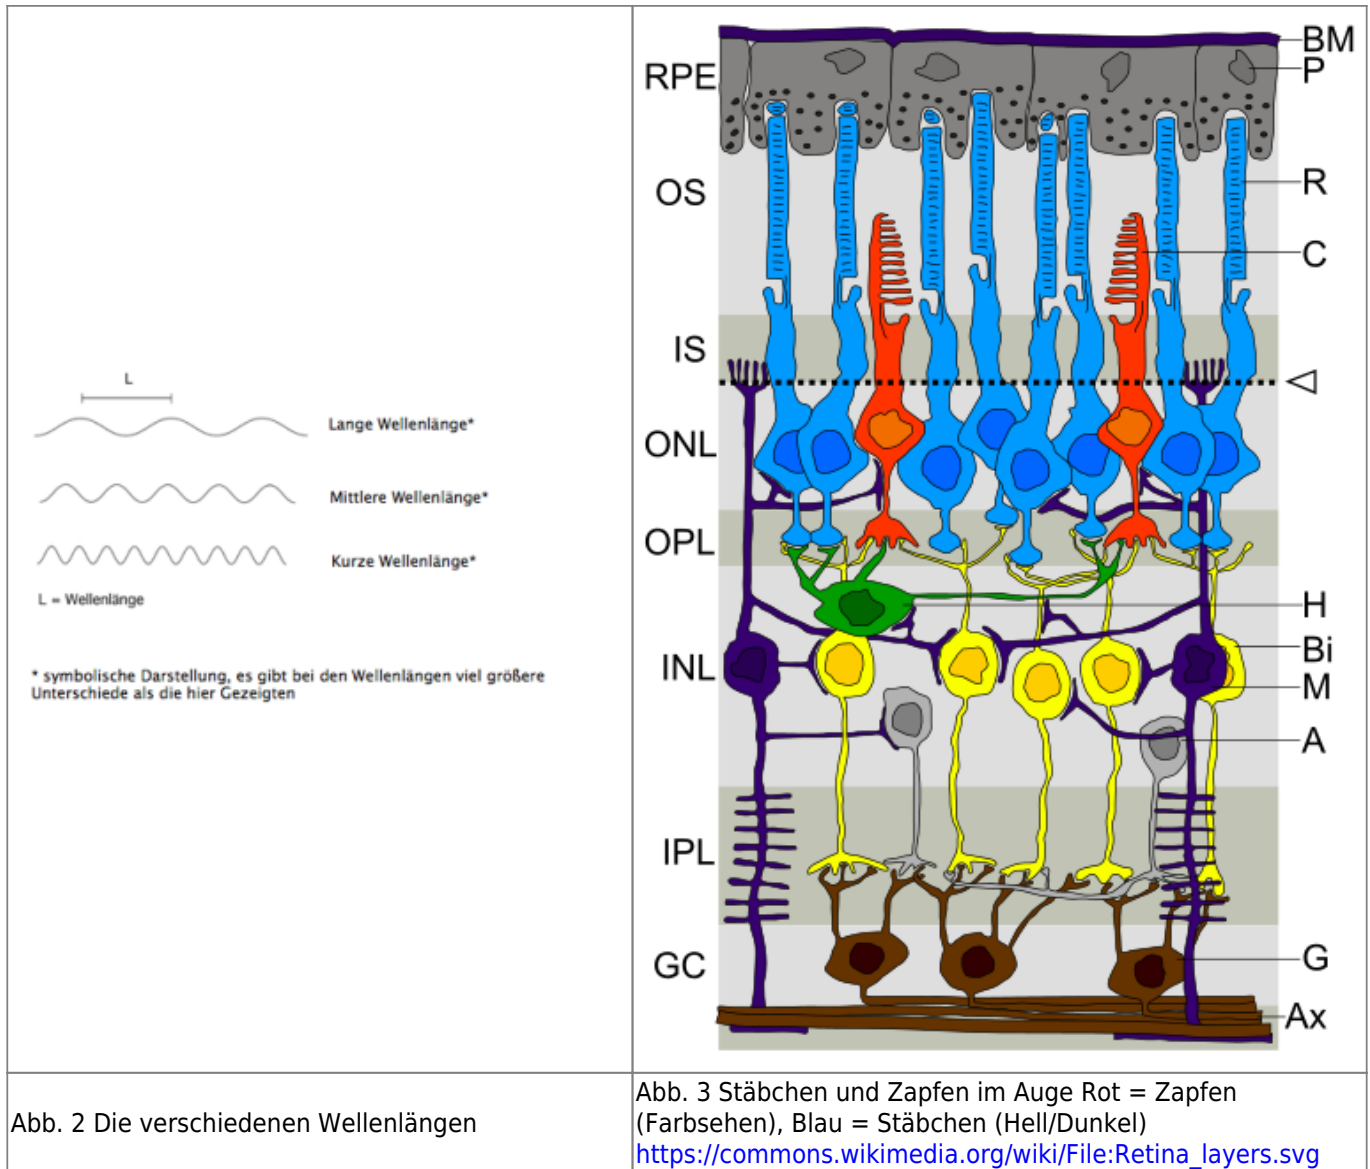 L
Lange Wellenlänge*
Mittlere Wellenlänge*
Kurze Wellenlänge*
L = Wellenlänge
* symbolische Darstellung, es gibt bei den Wellenlängen viel größere
Unterschiede als die hier Gezeigten
BM
RPE
P
OS
R
C
IS
ONL
OPL
H
INL
Bi
M
A
IPL
GC
G
Ax
Abb. 2 Die verschiedenen Wellenlängen
Abb. 3 Stäbchen und Zapfen im Auge Rot = Zapfen
(Farbsehen), Blau = Stäbchen (Hell/Dunkel)
https://commons.wikimedia.org/wiki/File:Retina_layers.svg